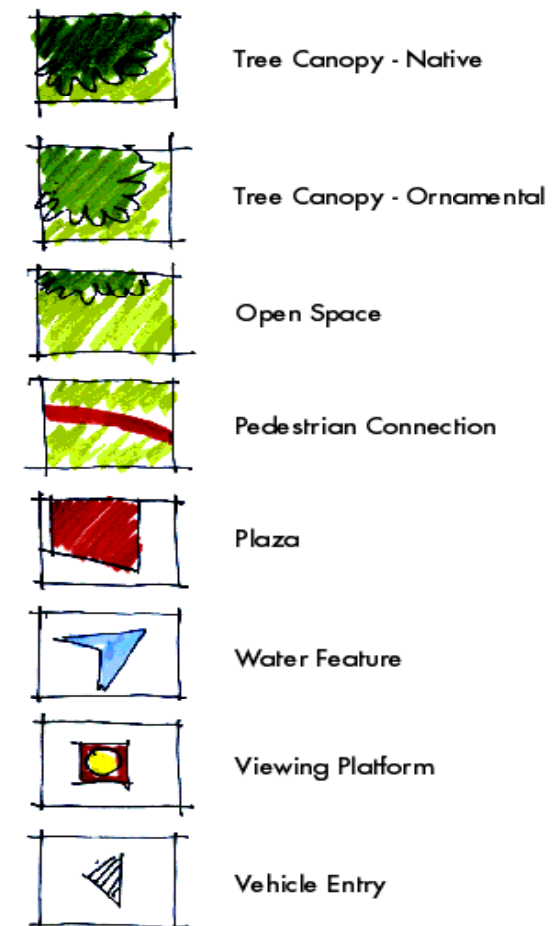 Tree Canopy - Native
Tree Canopy - Ornamental
Open Space
Pedestrian Connection
Plaza
Water Feature
Viewing Platform
Vehicle Entry